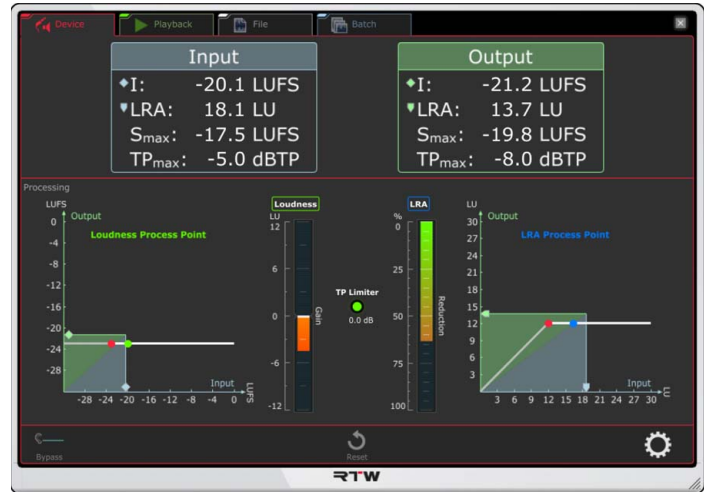 Device Playback File Batch
Input
I: -20.1 LUFS
LRA: 18.1 LU
Smax: -17.5 LUFS
TPmax: -5.0 dBTP
Output
I: -21.2 LUFS
LRA: 13.7 LU
Smax: -19.8 LUFS
TPmax: -8.0 dBTP
Processing
LUFS
Output
Loudness Process Point
0
-4
-8
-12
-16
-20
-24
-28
Input
LUFS
-28 -24 -20 -16 -12 -8 -4 0
Loudness
LU
12
6
0
-6
-12
Gain
TP Limiter
0.0 dB
LRA
%
0
25
50
75
100
Reduction
LU
Output
LRA Process Point
30
27
24
21
18
15
12
9
6
3
Input
LU
3 6 9 12 15 18 21 24 27 30
Bypass
Reset
RTW